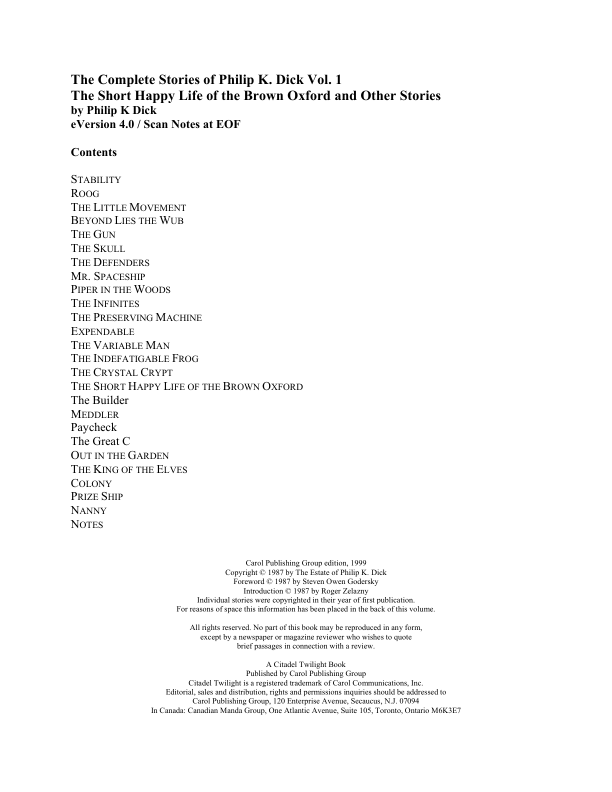 The Complete Stories of Philip K. Dick Vol. 1
The Short Happy Life of the Brown Oxford and Other Stories
by Philip K Dick
eVersion 4.0 / Scan Notes at EOF
Contents
STABILITY
ROOG
THE LITTLE MOVEMENT
BEYOND LIES THE WUB
THE GUN
THE SKULL
THE DEFENDERS
MR. SPACESHIP
PIPER IN THE WOODS
THE INFINITES
THE PRESERVING MACHINE
EXPENDABLE
THE VARIABLE MAN
THE INDEFATIGABLE FROG
THE CRYSTAL CRYPT
THE SHORT HAPPY LIFE OF THE BROWN OXFORD
The Builder
MEDDLER
Paycheck
The Great C
OUT IN THE GARDEN
THE KING OF THE ELVES
COLONY
PRIZE SHIP
NANNY
NOTES
Carol Publishing Group edition, 1999
Copyright © 1987 by The Estate of Philip K. Dick
Foreword © 1987 by Steven Owen Godersky
Introduction © 1987 by Roger Zelazny
Individual stories were copyrighted in their year of first publication.
For reasons of space this information has been placed in the back of this volume.
All rights reserved. No part of this book may be reproduced in any form,
except by a newspaper or magazine reviewer who wishes to quote
brief passages in connection with a review.
A Citadel Twilight Book
Published by Carol Publishing Group
Citadel Twilight is a registered trademark of Carol Communications, Inc.
Editorial, sales and distribution, rights and permissions inquiries should be addressed to
Carol Publishing Group, 120 Enterprise Avenue, Secaucus, N.J. 07094
In Canada: Canadian Manda Group, One Atlantic Avenue, Suite 105, Toronto, Ontario M6K3E7